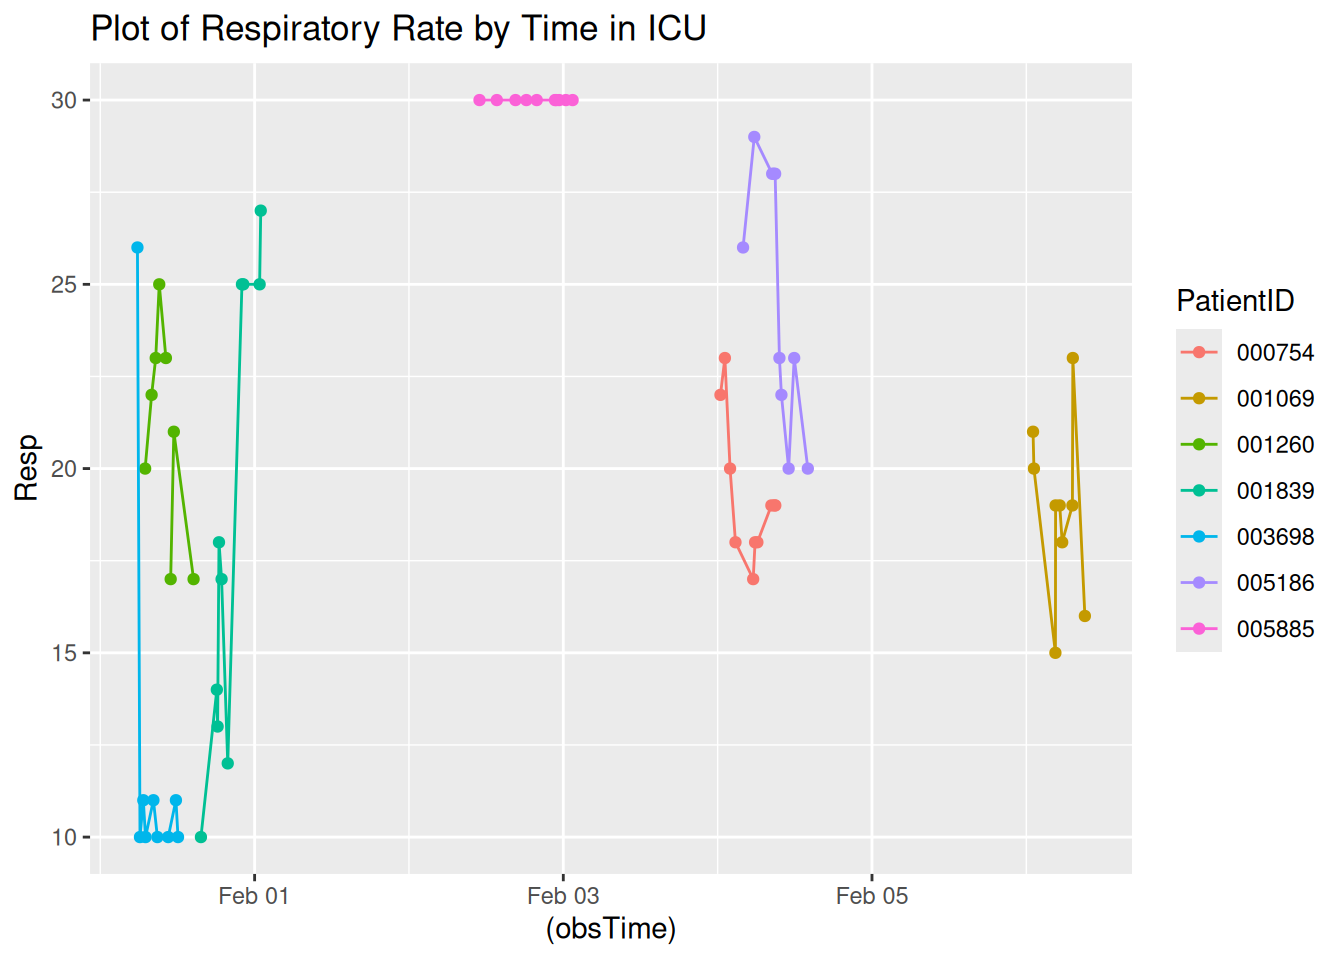 Plot of Respiratory Rate by Time in ICU
30
25
20
15
10
Resp
Feb 01
Feb 03
Feb 05
(obsTime)
PatientID
000754
001069
001260
001839
003698
005186
005885